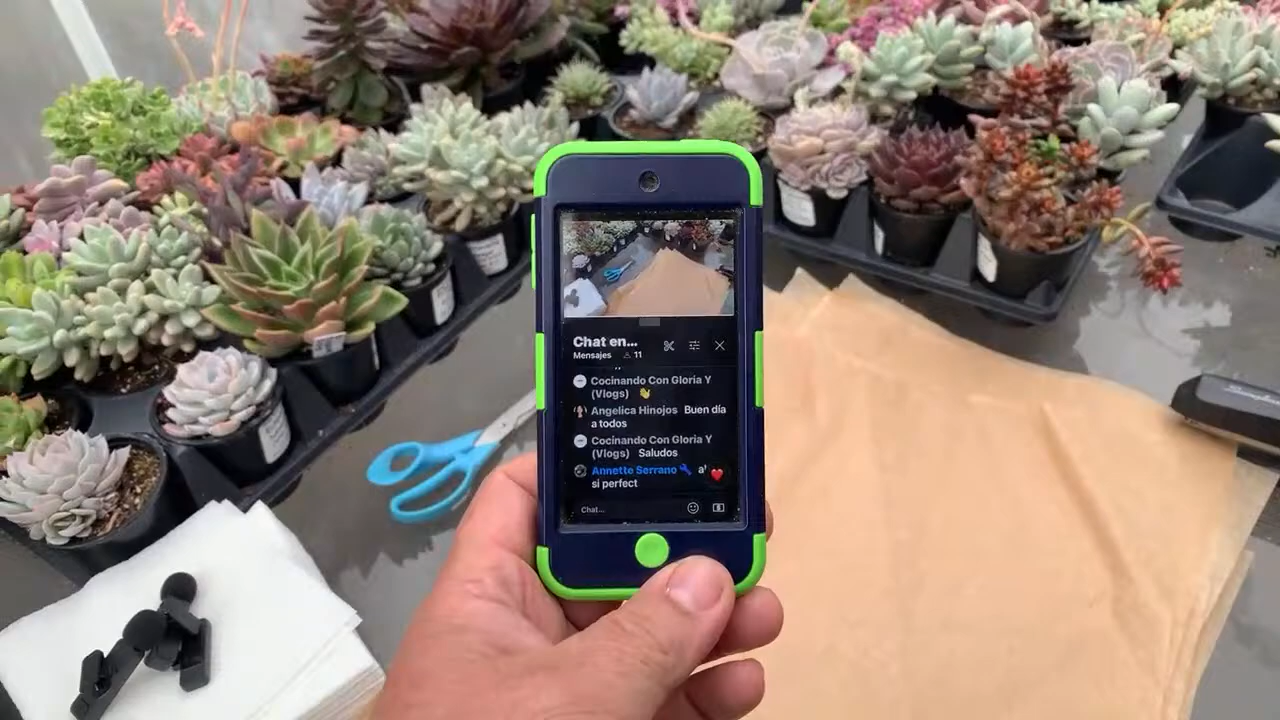 Chat en...
Mensajes 11
Cocinando Con Gloria Y
(Vlogs) 👋
Angelica Hinojos Buen día
a todos
Cocinando Con Gloria Y
(Vlogs) Saludos
Annette Serrano
si perfect
Chat...